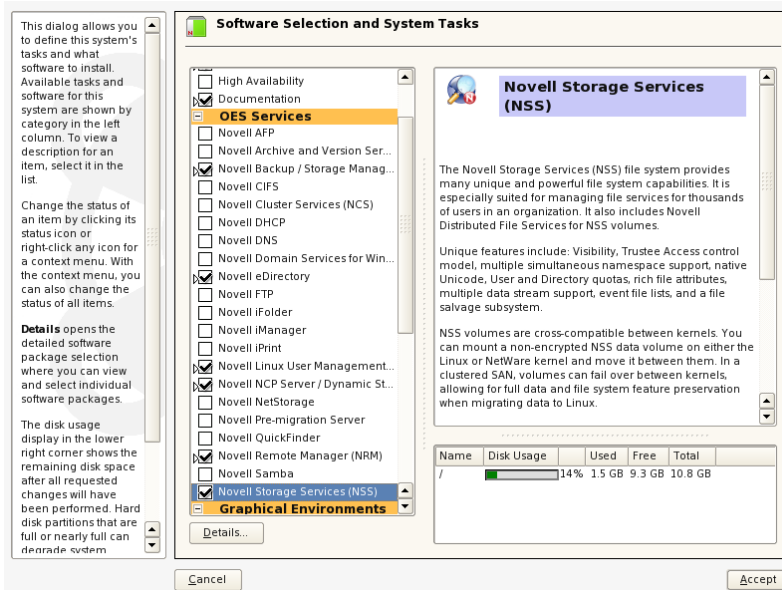 This dialog allows you
to define this system's
tasks and what
software to install.
Available tasks and
software for this
system are shown by
category in the left
column. To view a
description for an
item, select it in the
list.
Change the status of
an item by clicking its
status icon or
right-click any icon for
a context menu. With
the context menu, you
can also change the
status of all items.
Details opens the
detailed software
package selection
where you can view
and select individual
software packages.
The disk usage
display in the lower
right corner shows the
remaining disk space
after all requested
changes will have
been performed. Hard
disk partitions that are
full or nearly full can
degrade system
Software Selection and System Tasks
High Availability
Documentation
OES Services
Novell AFP
Novell Archive and Version Ser...
Novell Backup / Storage Manag...
Novell CIFS
Novell Cluster Services (NCS)
Novell DHCP
Novell DNS
Novell Domain Services for Win...
Novell eDirectory
Novell FTP
Novell iFolder
Novell iManager
Novell iPrint
Novell Linux User Management...
Novell NCP Server / Dynamic St...
Novell NetStorage
Novell Pre-migration Server
Novell QuickFinder
Novell Remote Manager (NRM)
Novell Samba
Novell Storage Services (NSS)
Graphical Environments
Details...
Novell Storage Services
(NSS)
The Novell Storage Services (NSS) file system provides
many unique and powerful file system capabilities. It is
especially suited for managing file services for thousands
of users in an organization. It also includes Novell
Distributed File Services for NSS volumes.
Unique features include: Visibility, Trustee Access control
model, multiple simultaneous namespace support, native
Unicode, User and Directory quotas, rich file attributes,
multiple data stream support, event file lists, and a file
salvage subsystem.
NSS volumes are cross-compatible between kernels. You
can mount a non-encrypted NSS data volume on either the
Linux or NetWare kernel and move it between them. In a
clustered SAN, volumes can fail over between kernels,
allowing for full data and file system feature preservation
when migrating data to Linux.
Name Disk Usage Used Free Total
/ 14% 1.5 GB 9.3 GB 10.8 GB
Cancel
Accept